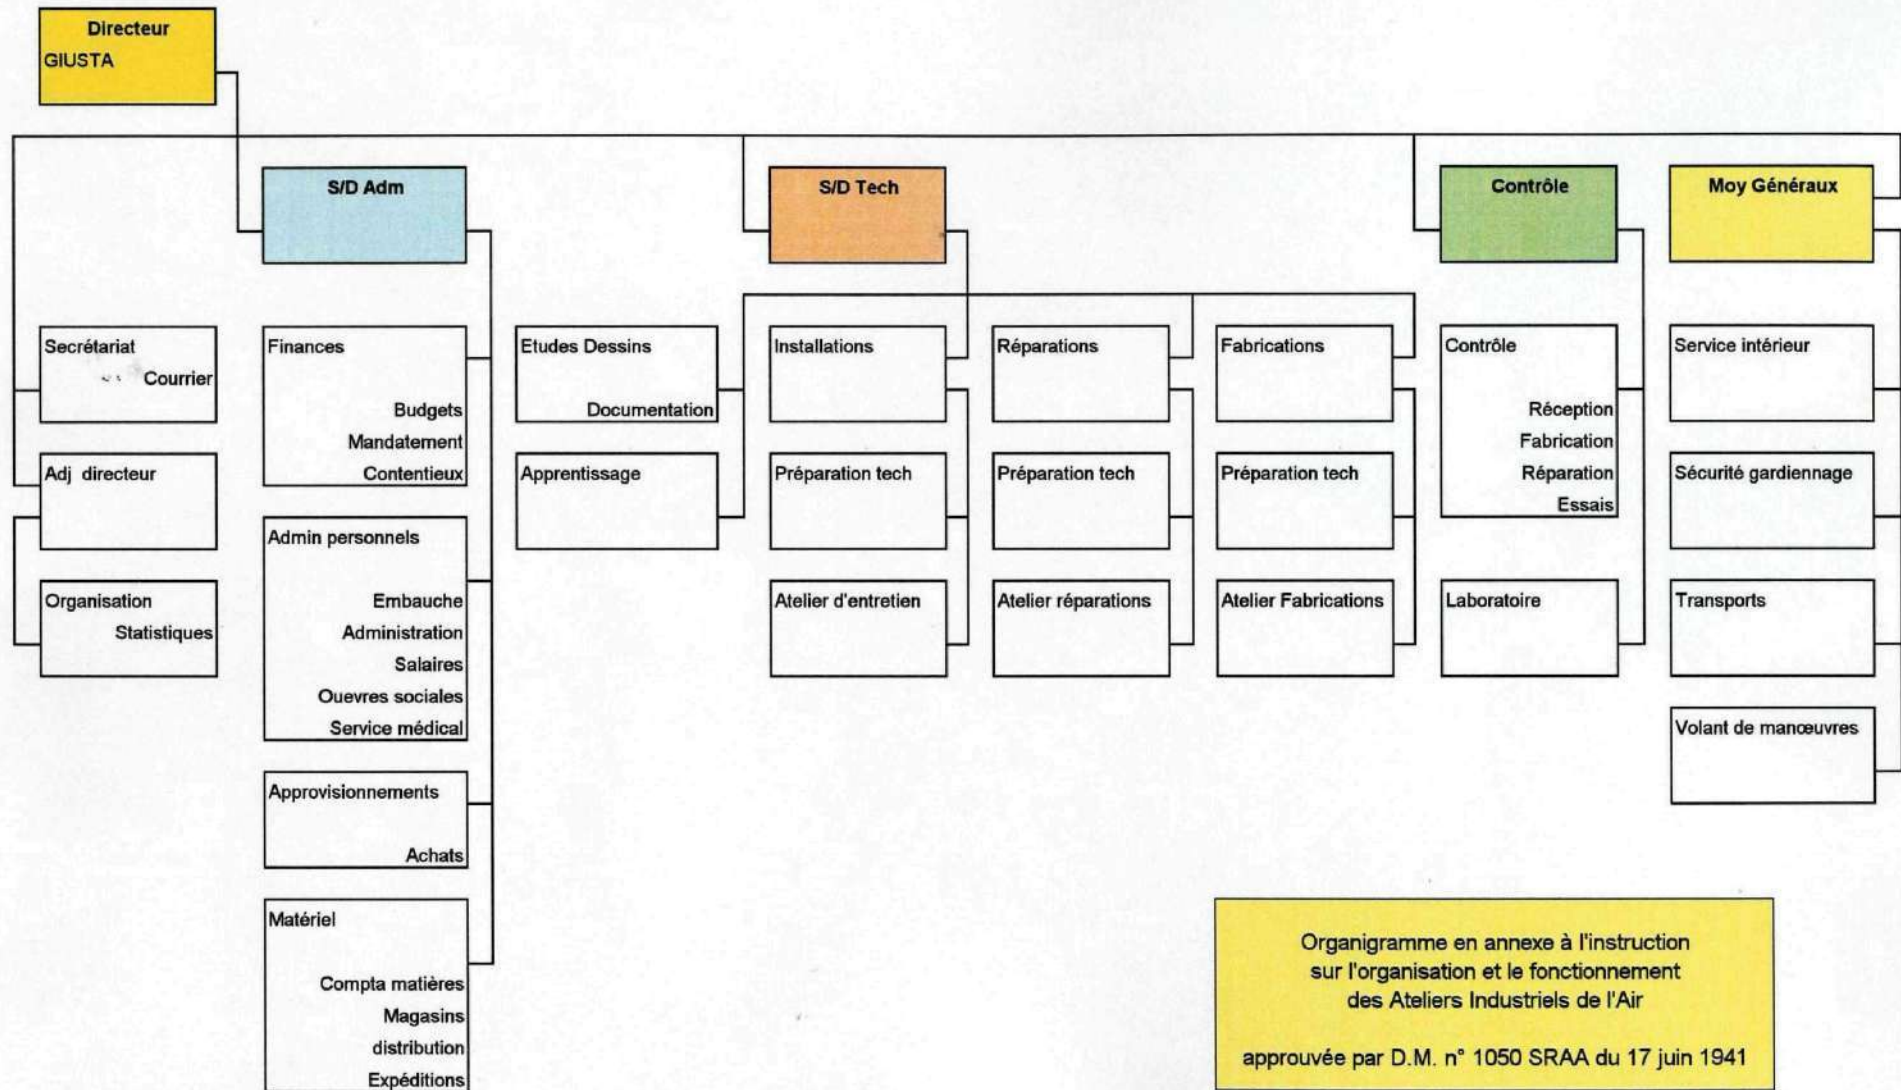 Directeur
GIUSTA
S/D Adm
S/D Tech
Contrôle
Moy Généraux
Secrétariat
Courrier
Adj directeur
Organisation
Statistiques
Finances
Budgets
Mandatement
Contentieux
Admin personnels
Embauche
Administration
Salaires
Ouevres sociales
Service médical
Approvisionnements
Achats
Matériel
Compta matières
Magasins
distribution
Expéditions
Etudes Dessins
Documentation
Apprentissage
Installations
Préparation tech
Atelier d'entretien
Réparations
Préparation tech
Atelier réparations
Fabrications
Préparation tech
Atelier Fabrications
Contrôle
Réception
Fabrication
Réparation
Essais
Laboratoire
Service intérieur
Sécurité gardiennage
Transports
Volant de manœuvres
Organigramme en annexe à l'instruction
sur l'organisation et le fonctionnement
des Ateliers Industriels de l'Air
approuvée par D.M. n° 1050 SRAA du 17 juin 1941